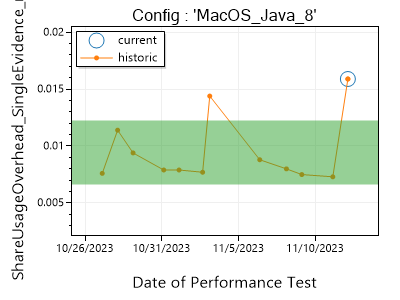 Config : 'MacOS_Java_8'
current
historic
0.02
0.015
0.01
0.005
ShareUsageOverhead_SingleEvidence_
10/26/2023
10/31/2023
11/5/2023
11/10/2023
Date of Performance Test